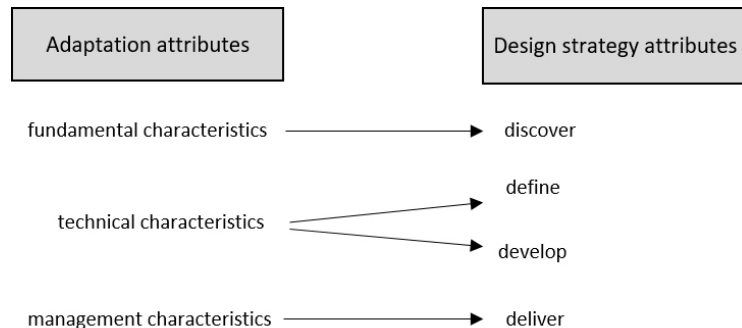 Adaptation attributes
Design strategy attributes
fundamental characteristics
discover
define
technical characteristics
develop
management characteristics
deliver